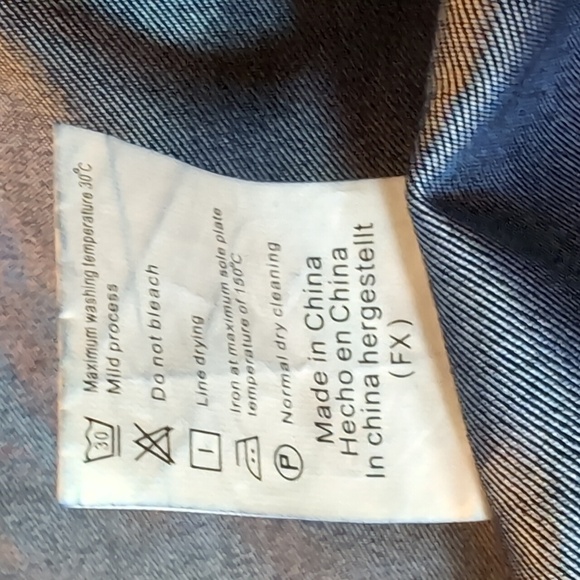 30 Maximum washing temperature 30°C
Mild process
Do not bleach
Line drying
Iron at maximum sole plate
temperature of 150°C
P Normal dry cleaning
Made in China
Hecho en China
In china hergestellt
(FX)